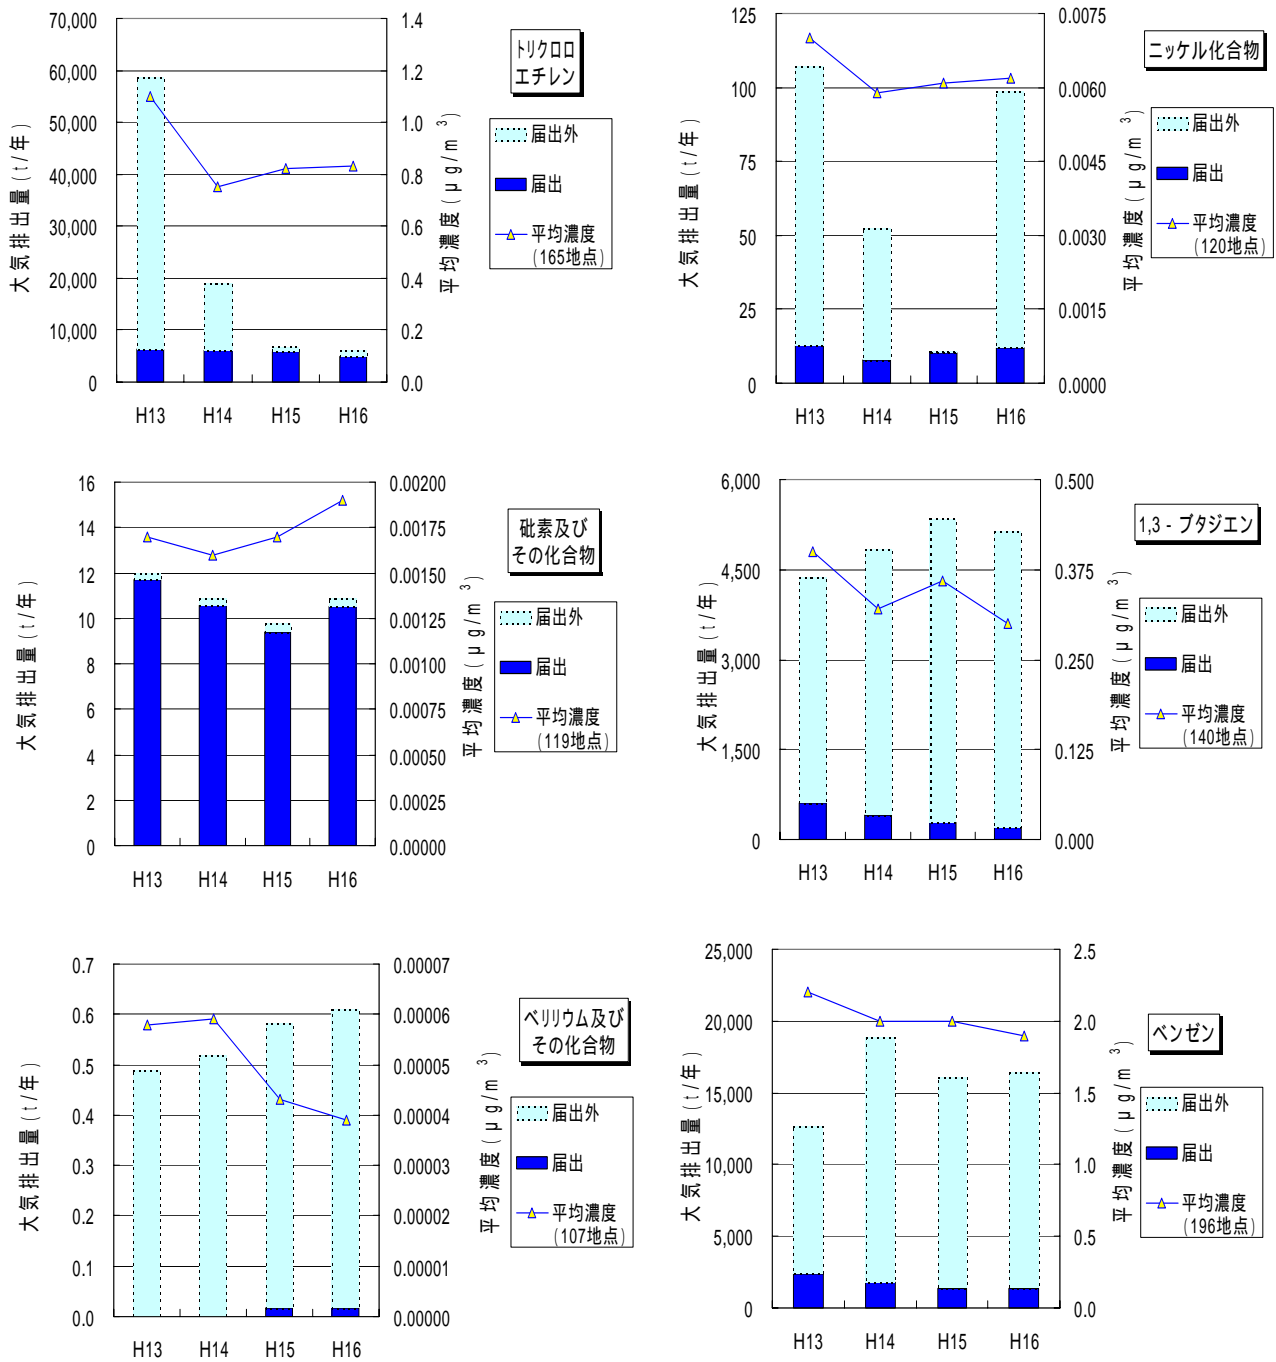 トリクロロ
エチレン
大気排出量(t/年)
70,000
60,000
50,000
40,000
30,000
20,000
10,000
0
1.4
1.2
1.0
0.8
0.6
0.4
0.2
0.0
平均濃度(μg/m³)
H13 H14 H15 H16
届出外
届出
平均濃度
(165地点)
ニッケル化合物
大気排出量(t/年)
125
100
75
50
25
0
0.0075
0.0060
0.0045
0.0030
0.0015
0.0000
平均濃度(μg/m³)
H13 H14 H15 H16
届出外
届出
平均濃度
(120地点)
砒素及び
その化合物
大気排出量(t/年)
16
14
12
10
8
6
4
2
0
0.00200
0.00175
0.00150
0.00125
0.00100
0.00075
0.00050
0.00025
0.00000
平均濃度(μg/m³)
H13 H14 H15 H16
届出外
届出
平均濃度
(119地点)
1,3 - ブタジエン
大気排出量(t/年)
6,000
4,500
3,000
1,500
0
0.500
0.375
0.250
0.125
0.000
平均濃度(μg/m³)
H13 H14 H15 H16
届出外
届出
平均濃度
(140地点)
ベリリウム及び
その化合物
大気排出量(t/年)
0.7
0.6
0.5
0.4
0.3
0.2
0.1
0.0
0.00007
0.00006
0.00005
0.00004
0.00003
0.00002
0.00001
0.00000
平均濃度(μg/m³)
H13 H14 H15 H16
届出外
届出
平均濃度
(107地点)
ベンゼン
大気排出量(t/年)
25,000
20,000
15,000
10,000
5,000
0
2.5
2.0
1.5
1.0
0.5
0.0
平均濃度(μg/m³)
H13 H14 H15 H16
届出外
届出
平均濃度
(196地点)